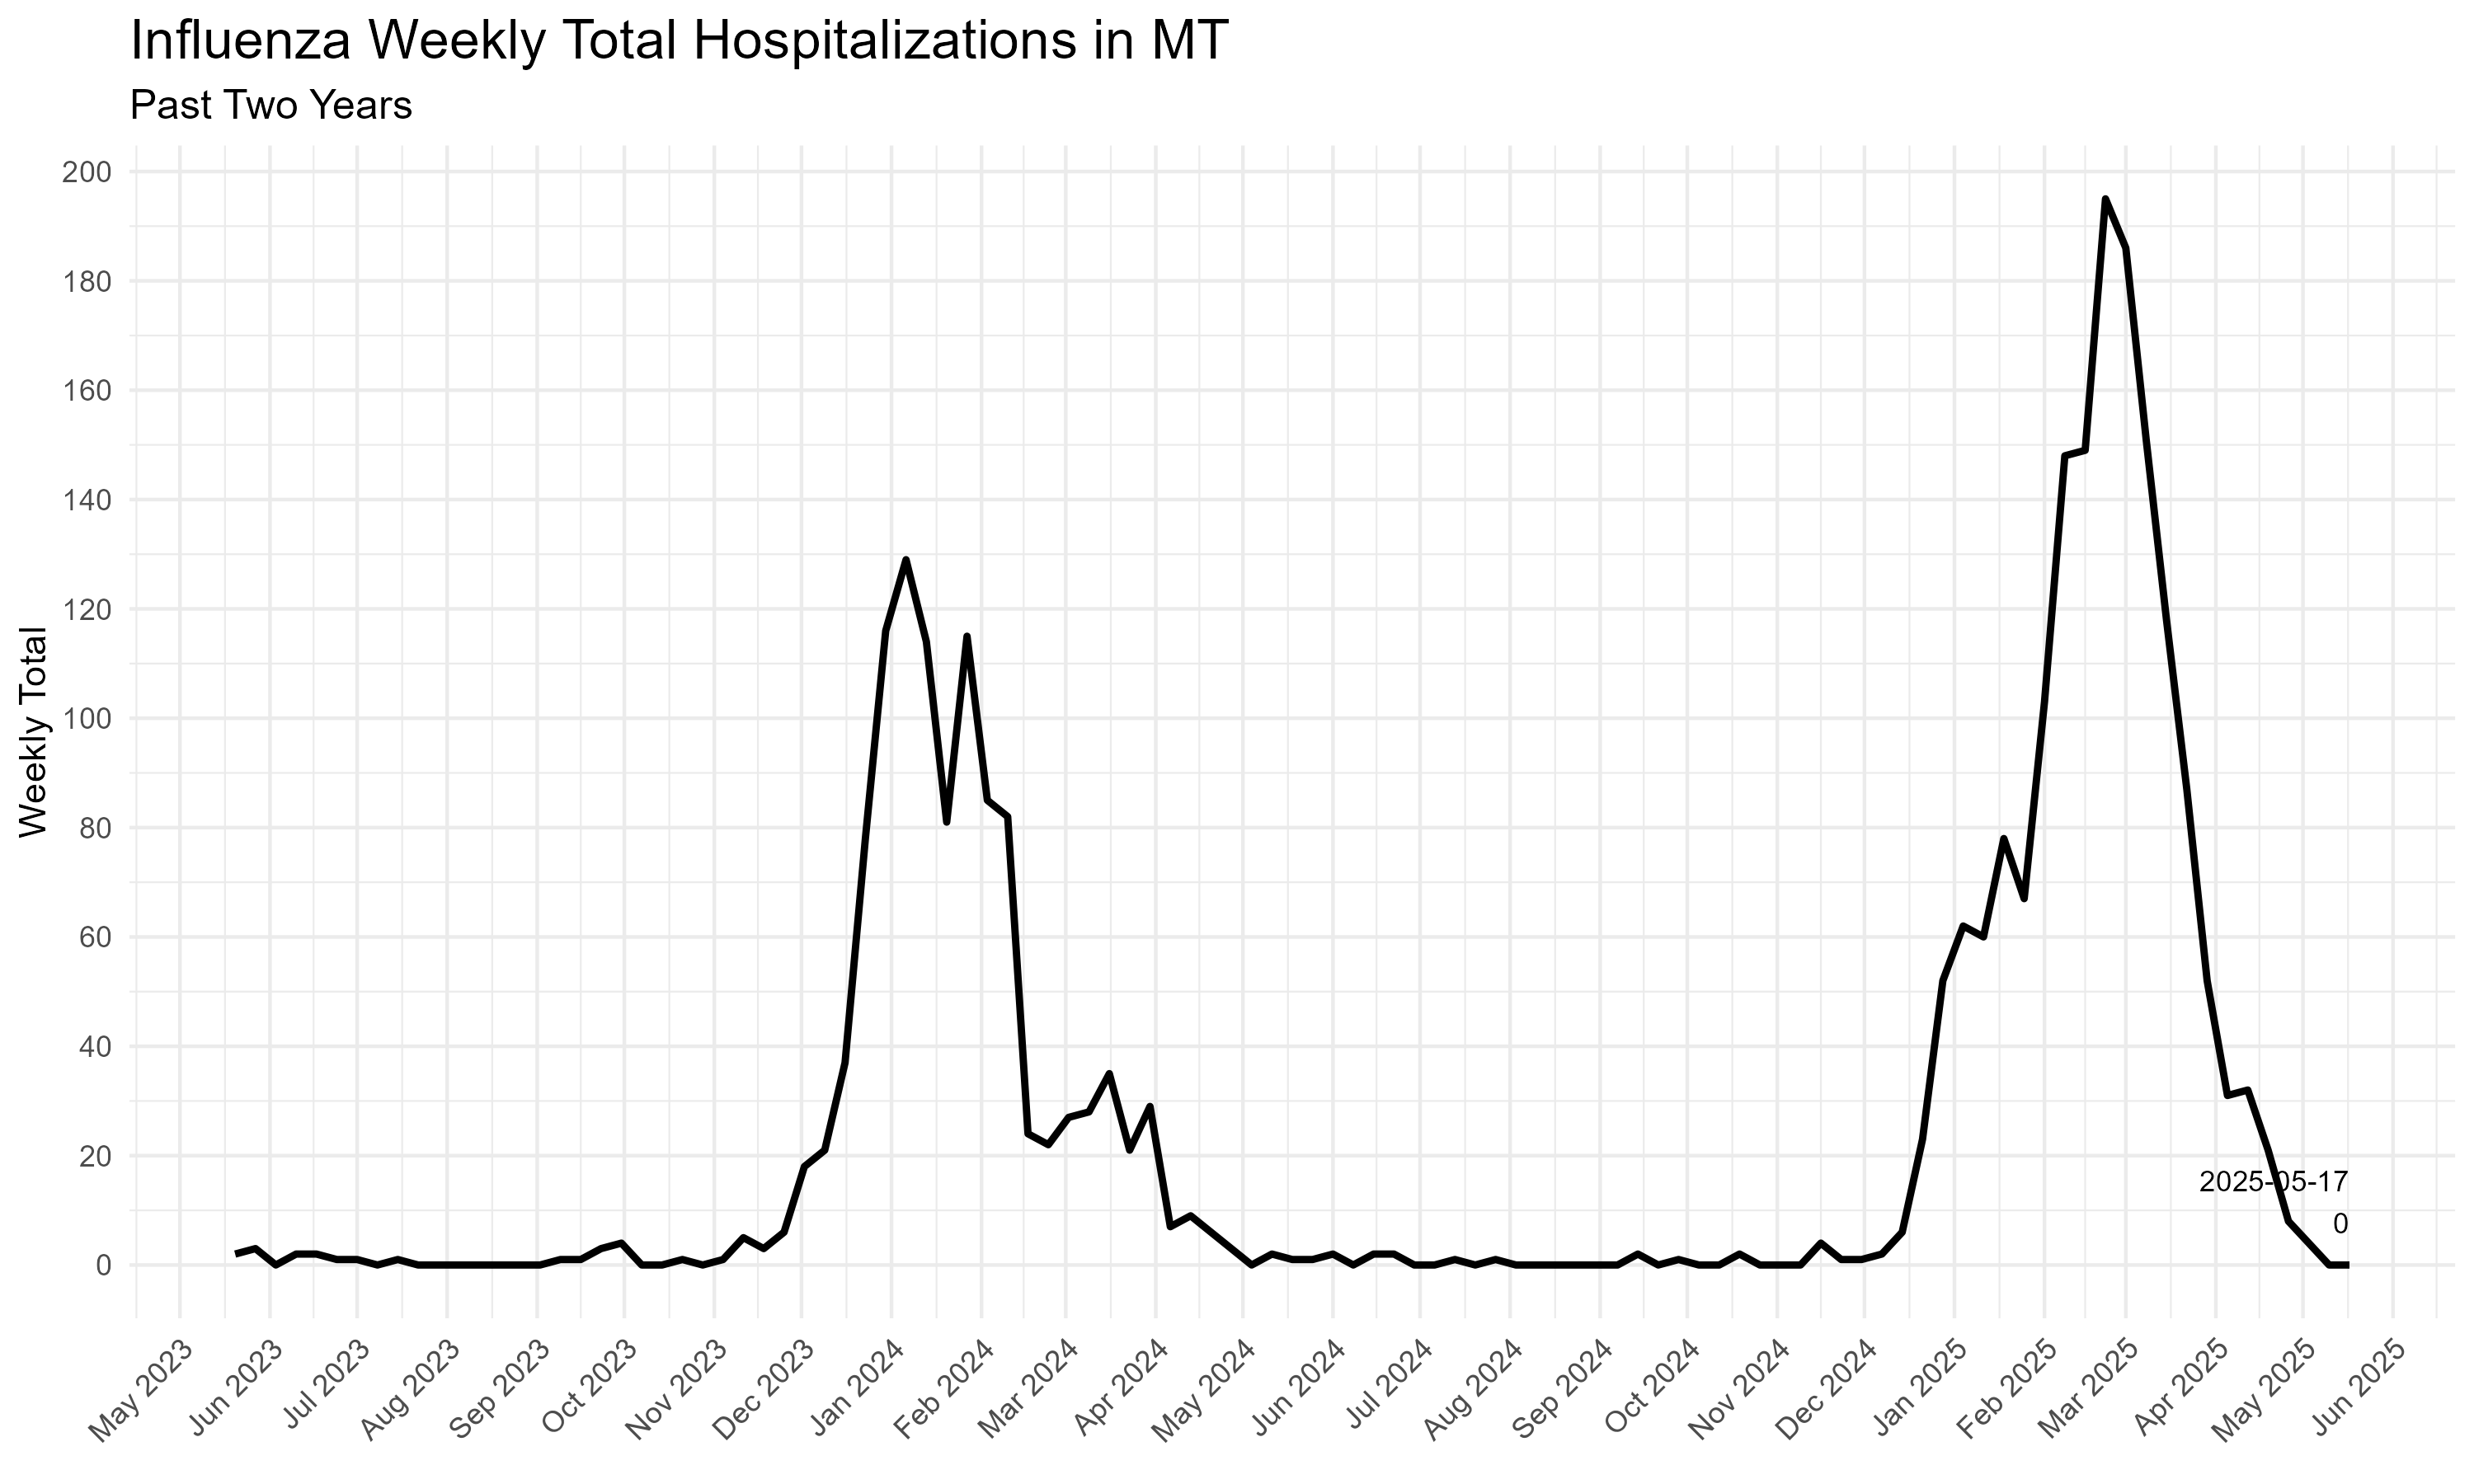 Influenza Weekly Total Hospitalizations in MT
Past Two Years
Weekly Total
200
180
160
140
120
100
80
60
40
20
0
2025-05-17
0
May 2023
Jun 2023
Jul 2023
Aug 2023
Sep 2023
Oct 2023
Nov 2023
Dec 2023
Jan 2024
Feb 2024
Mar 2024
Apr 2024
May 2024
Jun 2024
Jul 2024
Aug 2024
Sep 2024
Oct 2024
Nov 2024
Dec 2024
Jan 2025
Feb 2025
Mar 2025
Apr 2025
May 2025
Jun 2025